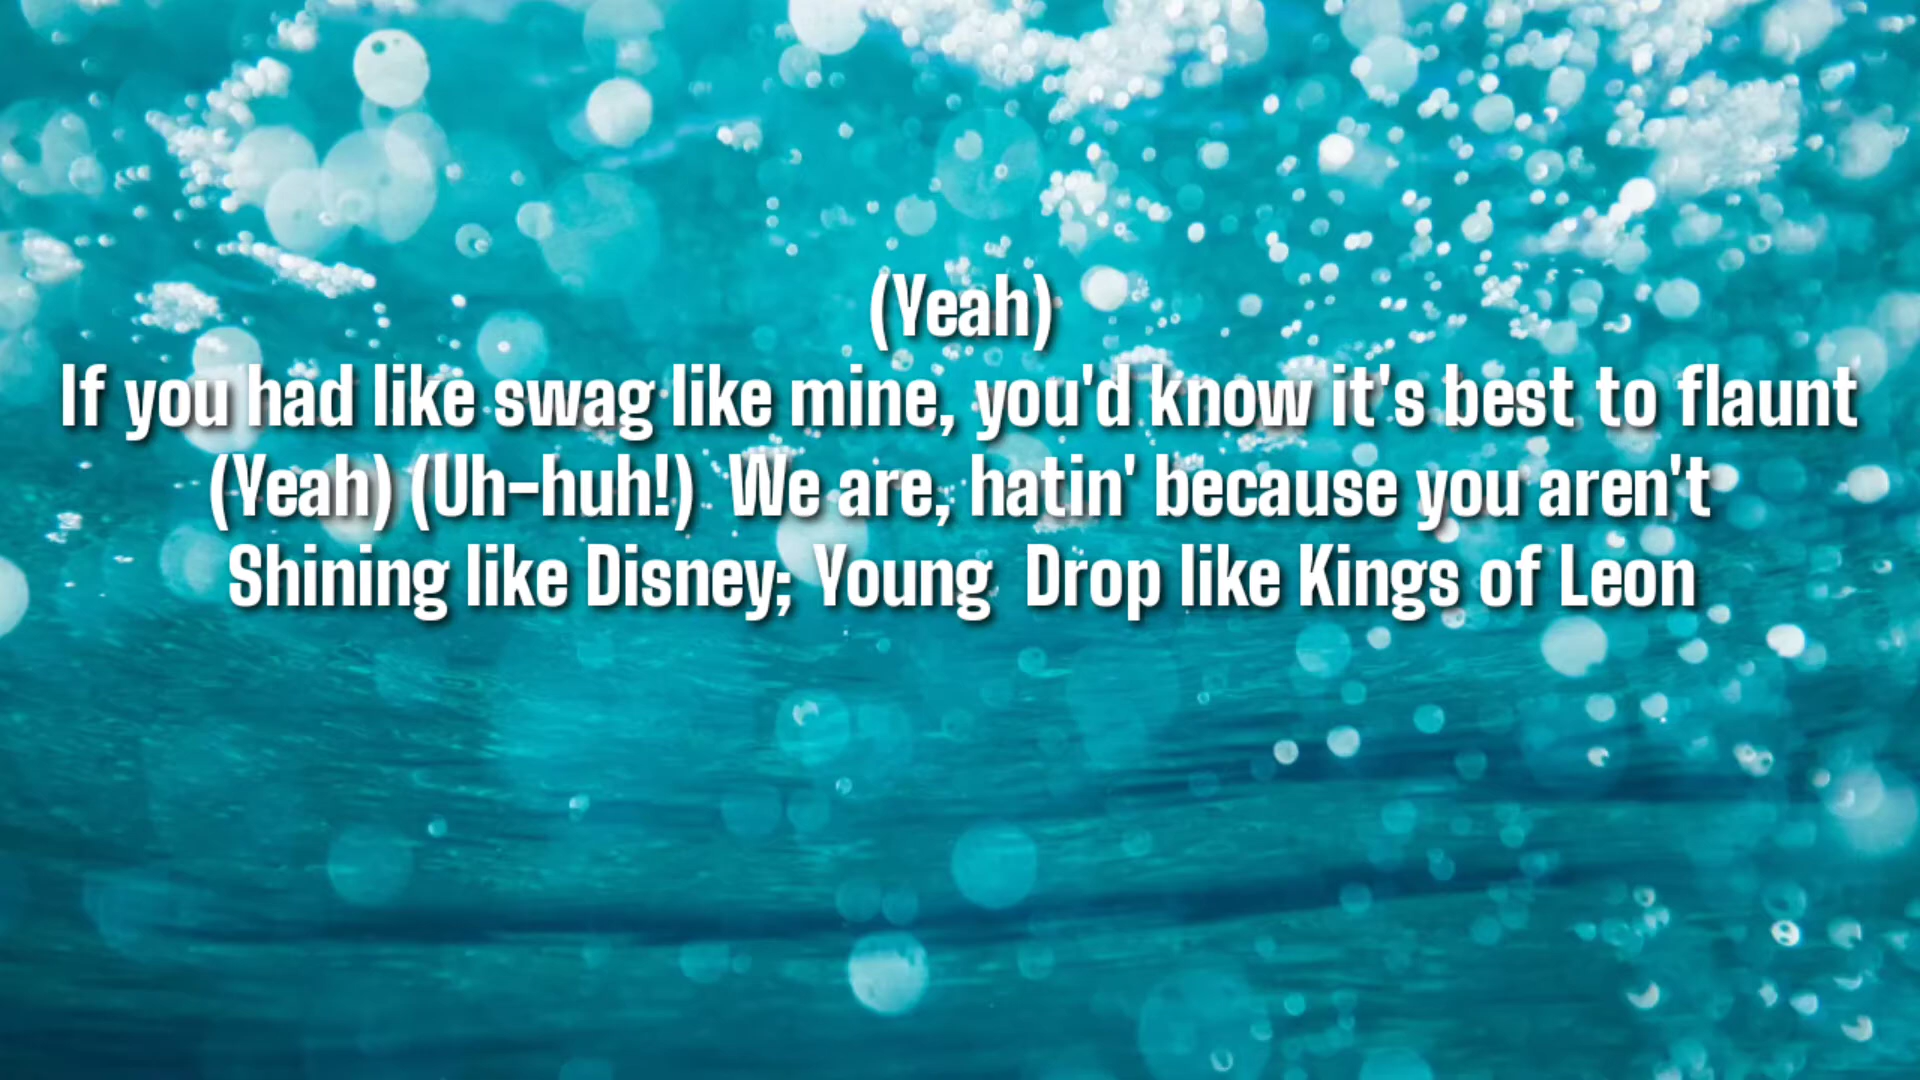 (Yeah)
If you had like swag like mine, you'd know it's best to flaunt
(Yeah) (Uh-huh!) We are, hatin' because you aren't
Shining like Disney; Young Drop like Kings of Leon